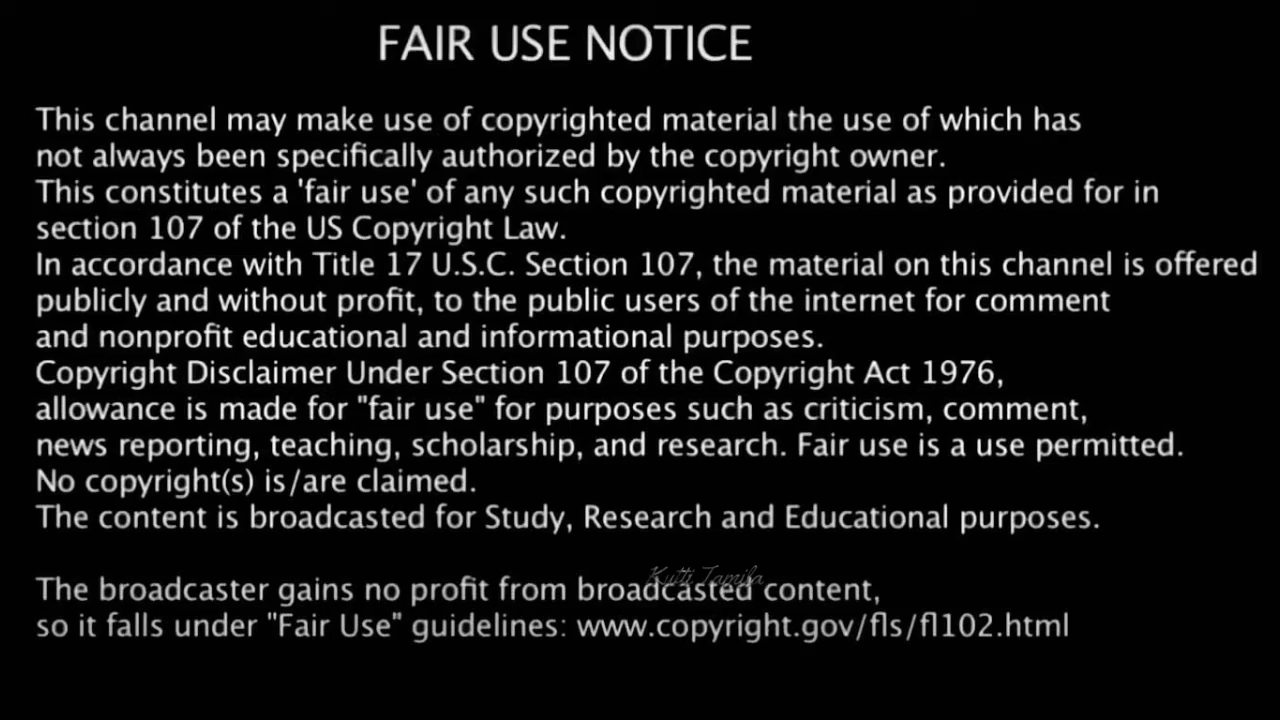 FAIR USE NOTICE
This channel may make use of copyrighted material the use of which has
not always been specifically authorized by the copyright owner.
This constitutes a 'fair use' of any such copyrighted material as provided for in
section 107 of the US Copyright Law.
In accordance with Title 17 U.S.C. Section 107, the material on this channel is offered
publicly and without profit, to the public users of the internet for comment
and nonprofit educational and informational purposes.
Copyright Disclaimer Under Section 107 of the Copyright Act 1976,
allowance is made for "fair use" for purposes such as criticism, comment,
news reporting, teaching, scholarship, and research. Fair use is a use permitted.
No copyright(s) is/are claimed.
The content is broadcasted for Study, Research and Educational purposes.
Kutti Tamila
The broadcaster gains no profit from broadcasted content,
so it falls under "Fair Use" guidelines: www.copyright.gov/fls/fl102.html